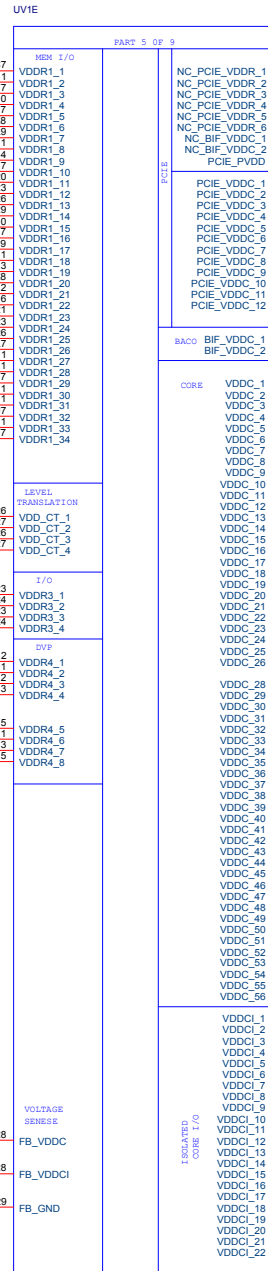 UV1E
PART 5 OF 9
MEM I/O
VDDR1_1
VDDR1_2
VDDR1_3
VDDR1_4
VDDR1_5
VDDR1_6
VDDR1_7
VDDR1_8
VDDR1_9
VDDR1_10
VDDR1_11
VDDR1_12
VDDR1_13
VDDR1_14
VDDR1_15
VDDR1_16
VDDR1_17
VDDR1_18
VDDR1_19
VDDR1_20
VDDR1_21
VDDR1_22
VDDR1_23
VDDR1_24
VDDR1_25
VDDR1_26
VDDR1_27
VDDR1_28
VDDR1_29
VDDR1_30
VDDR1_31
VDDR1_32
VDDR1_33
VDDR1_34
LEVEL
TRANSLATION
VDD_CT_1
VDD_CT_2
VDD_CT_3
VDD_CT_4
I/O
VDDR3_1
VDDR3_2
VDDR3_3
VDDR3_4
DVP
VDDR4_1
VDDR4_2
VDDR4_3
VDDR4_4
VDDR4_5
VDDR4_6
VDDR4_7
VDDR4_8
VOLTAGE
SENESE
FB_VDDC
FB_VDDCI
FB_GND
PCIE
NC_PCIE_VDDR_1
NC_PCIE_VDDR_2
NC_PCIE_VDDR_3
NC_PCIE_VDDR_4
NC_PCIE_VDDR_5
NC_PCIE_VDDR_6
NC_BIF_VDDC_1
NC_BIF_VDDC_2
PCIE_PVDD
PCIE_VDDC_1
PCIE_VDDC_2
PCIE_VDDC_3
PCIE_VDDC_4
PCIE_VDDC_5
PCIE_VDDC_6
PCIE_VDDC_7
PCIE_VDDC_8
PCIE_VDDC_9
PCIE_VDDC_10
PCIE_VDDC_11
PCIE_VDDC_12
BACO BIF_VDDC_1
BIF_VDDC_2
CORE VDDC_1
VDDC_2
VDDC_3
VDDC_4
VDDC_5
VDDC_6
VDDC_7
VDDC_8
VDDC_9
VDDC_10
VDDC_11
VDDC_12
VDDC_13
VDDC_14
VDDC_15
VDDC_16
VDDC_17
VDDC_18
VDDC_19
VDDC_20
VDDC_21
VDDC_22
VDDC_23
VDDC_24
VDDC_25
VDDC_26
VDDC_28
VDDC_29
VDDC_30
VDDC_31
VDDC_32
VDDC_33
VDDC_34
VDDC_35
VDDC_36
VDDC_37
VDDC_38
VDDC_39
VDDC_40
VDDC_41
VDDC_42
VDDC_43
VDDC_44
VDDC_45
VDDC_46
VDDC_47
VDDC_48
VDDC_49
VDDC_50
VDDC_51
VDDC_52
VDDC_53
VDDC_54
VDDC_55
VDDC_56
ISOLATED
CORE I/O
VDDCI_1
VDDCI_2
VDDCI_3
VDDCI_4
VDDCI_5
VDDCI_6
VDDCI_7
VDDCI_8
VDDCI_9
VDDCI_10
VDDCI_11
VDDCI_12
VDDCI_13
VDDCI_14
VDDCI_15
VDDCI_16
VDDCI_17
VDDCI_18
VDDCI_19
VDDCI_20
VDDCI_21
VDDCI_22